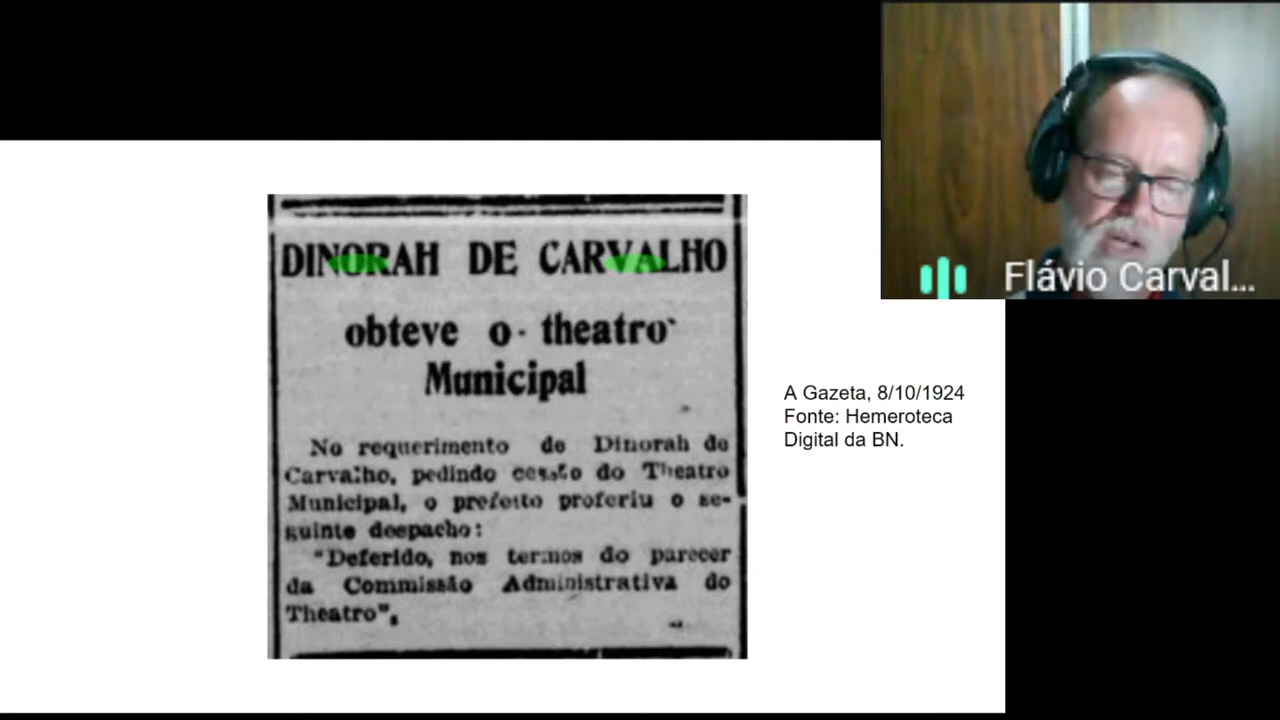 DINORAH DE CARVALHO
obteve o theatro
Municipal
No requerimento de Dinorah de
Carvalho, pedindo cessão do Theatro
Municipal, o prefeito proferiu o se-
guinte despacho:
"Deferido, nos termos do parecer
da Commissão Administrativa do
Theatro".
A Gazeta, 8/10/1924
Fonte: Hemeroteca
Digital da BN.
Flávio Carval...